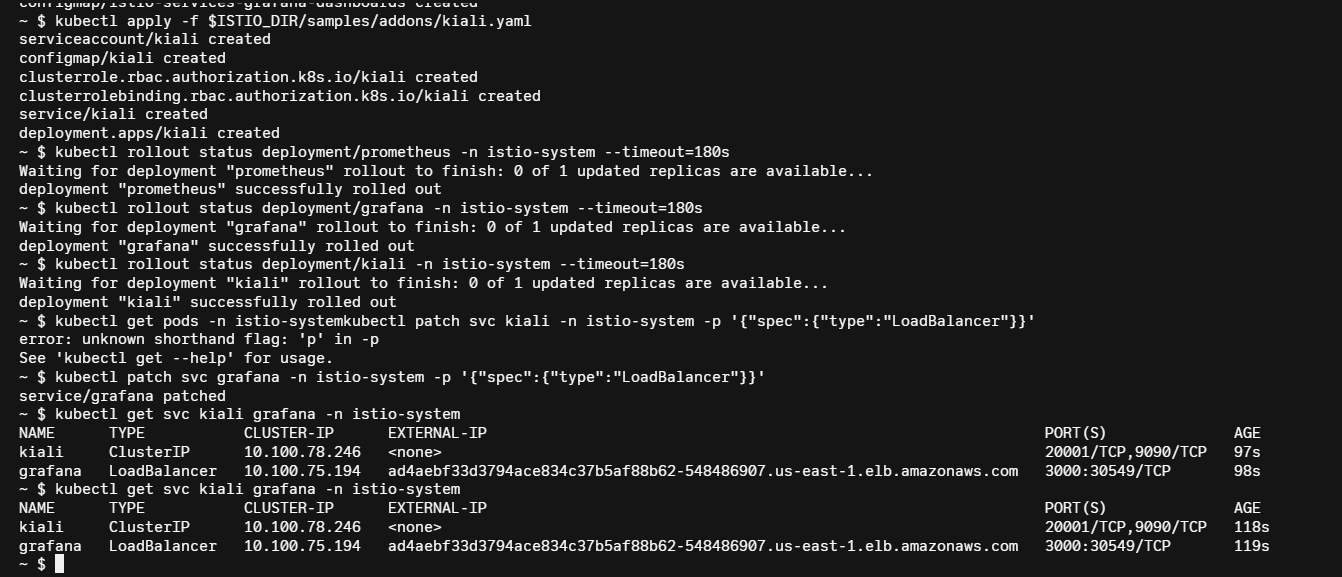 configmap/istio-services-grafana-dashboards created
~ $ kubectl apply -f $ISTIO_DIR/samples/addons/kiali.yaml
serviceaccount/kiali created
configmap/kiali created
clusterrole.rbac.authorization.k8s.io/kiali created
clusterrolebinding.rbac.authorization.k8s.io/kiali created
service/kiali created
deployment.apps/kiali created
~ $ kubectl rollout status deployment/prometheus -n istio-system --timeout=180s
Waiting for deployment "prometheus" rollout to finish: 0 of 1 updated replicas are available...
deployment "prometheus" successfully rolled out
~ $ kubectl rollout status deployment/grafana -n istio-system --timeout=180s
Waiting for deployment "grafana" rollout to finish: 0 of 1 updated replicas are available...
deployment "grafana" successfully rolled out
~ $ kubectl rollout status deployment/kiali -n istio-system --timeout=180s
Waiting for deployment "kiali" rollout to finish: 0 of 1 updated replicas are available...
deployment "kiali" successfully rolled out
~ $ kubectl get pods -n istio-systemkubectl patch svc kiali -n istio-system -p '{"spec":{"type":"LoadBalancer"}}'
error: unknown shorthand flag: 'p' in -p
See 'kubectl get --help' for usage.
~ $ kubectl patch svc grafana -n istio-system -p '{"spec":{"type":"LoadBalancer"}}'
service/grafana patched
~ $ kubectl get svc kiali grafana -n istio-system
NAME      TYPE           CLUSTER-IP      EXTERNAL-IP                                                              PORT(S)              AGE
kiali     ClusterIP      10.100.78.246   <none>                                                                   20001/TCP,9090/TCP   97s
grafana   LoadBalancer   10.100.75.194   ad4aebf33d3794ace834c37b5af88b62-548486907.us-east-1.elb.amazonaws.com   3000:30549/TCP       98s
~ $ kubectl get svc kiali grafana -n istio-system
NAME      TYPE           CLUSTER-IP      EXTERNAL-IP                                                              PORT(S)              AGE
kiali     ClusterIP      10.100.78.246   <none>                                                                   20001/TCP,9090/TCP   118s
grafana   LoadBalancer   10.100.75.194   ad4aebf33d3794ace834c37b5af88b62-548486907.us-east-1.elb.amazonaws.com   3000:30549/TCP       119s
~ $